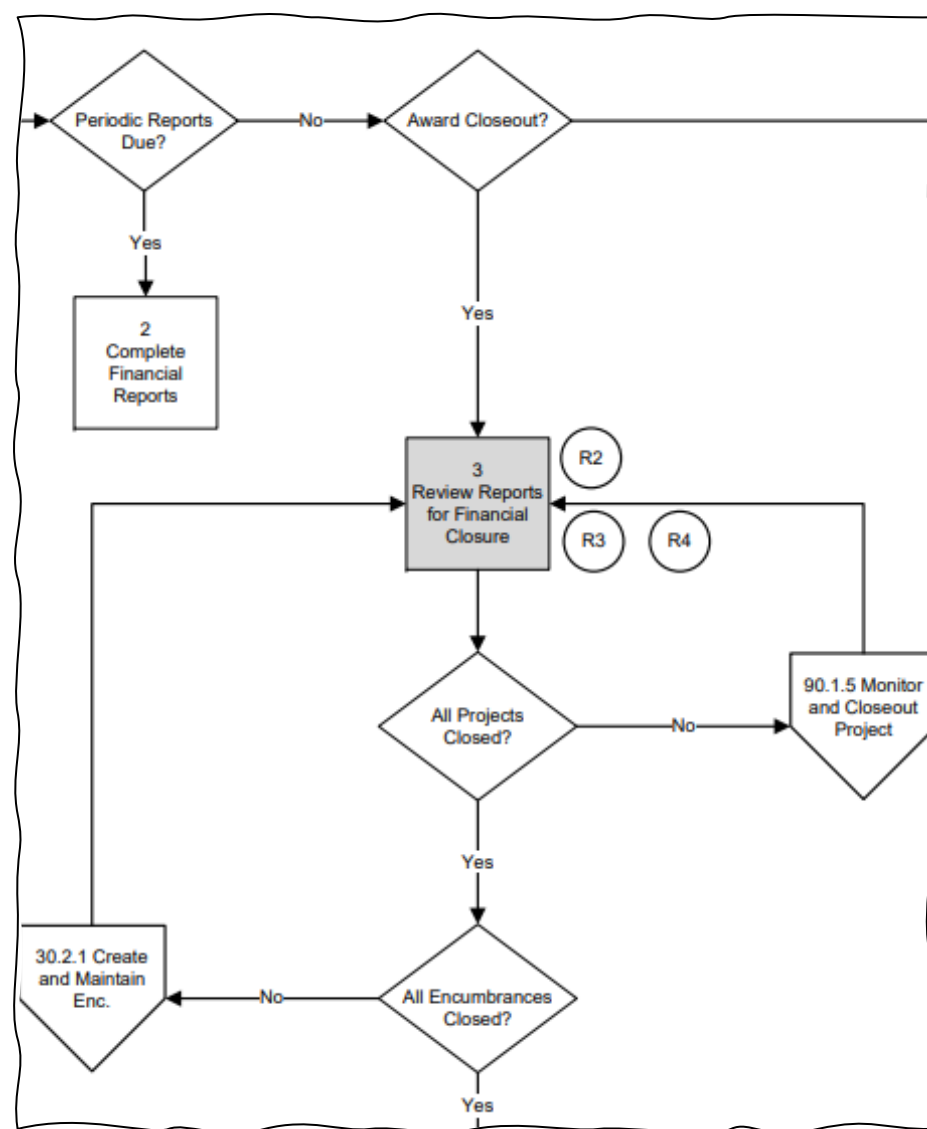 Periodic Reports
Due?
No
Award Closeout?
Yes
2
Complete
Financial
Reports
Yes
3
Review Reports
for Financial
Closure
R2
R3
R4
All Projects
Closed?
No
90.1.5 Monitor
and Closeout
Project
Yes
30.2.1 Create
and Maintain
Enc.
No
All Encumbrances
Closed?
Yes